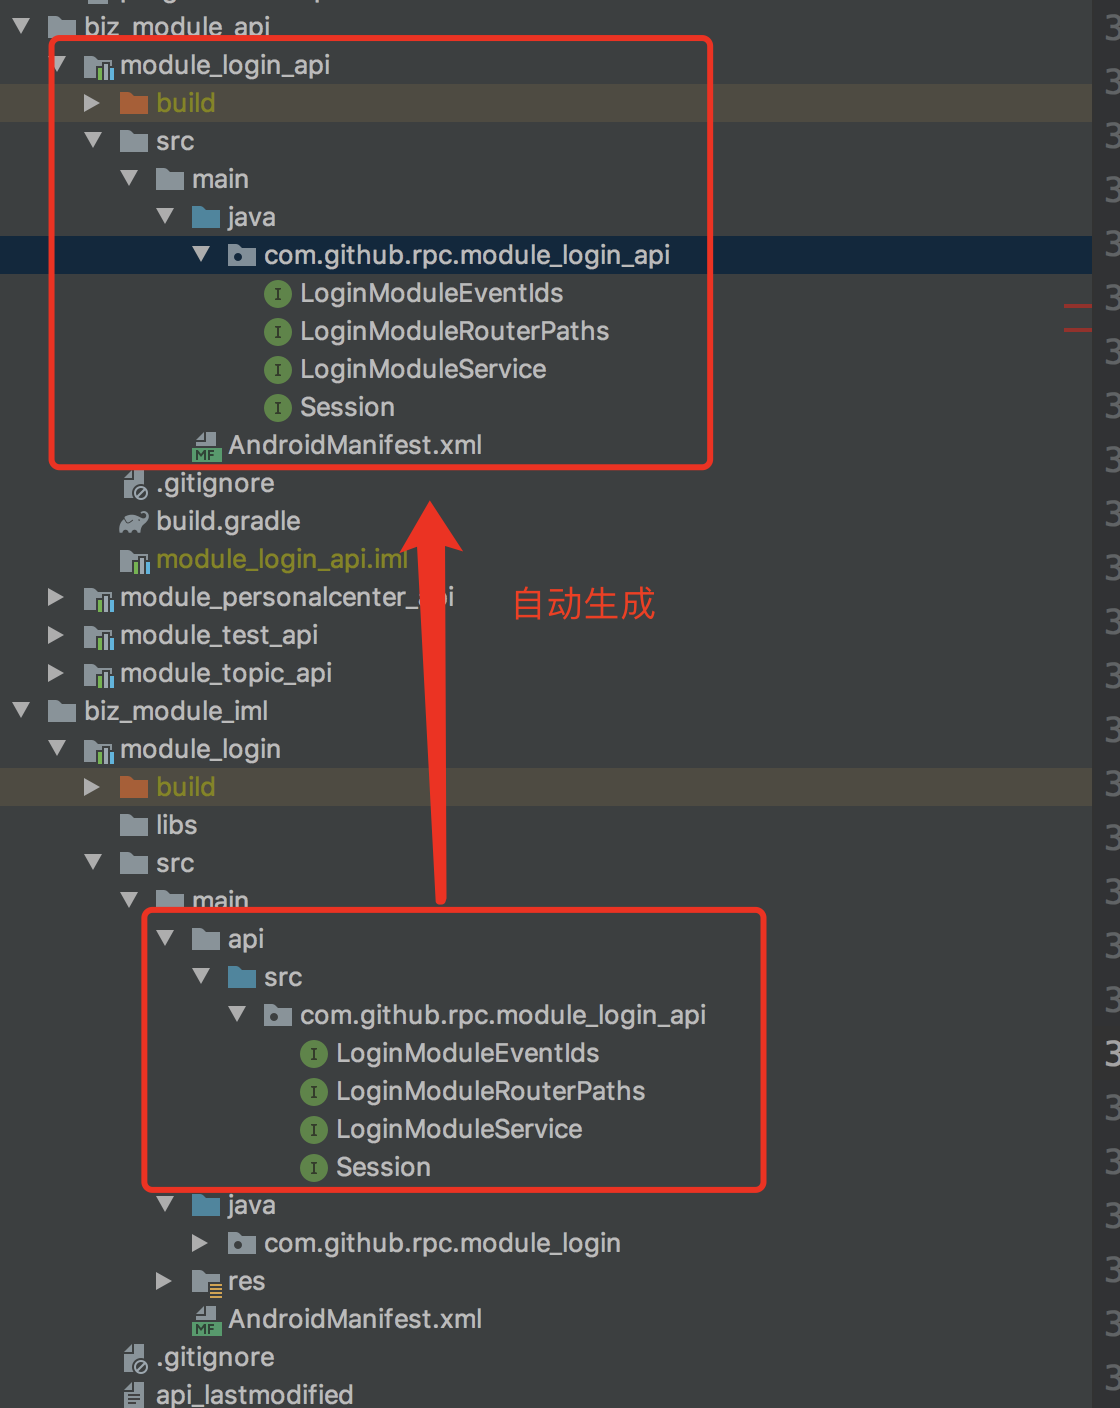 biz_module_api
module_login_api
build
src
main
java
com.github.rpc.module_login_api
I LoginModuleEventIds
I LoginModuleRouterPaths
I LoginModuleService
I Session
MF AndroidManifest.xml
.gitignore
build.gradle
module_login_api.iml
module_personalcenter_api
自动生成
module_test_api
module_topic_api
biz_module_iml
module_login
build
libs
src
main
api
src
com.github.rpc.module_login_api
I LoginModuleEventIds
I LoginModuleRouterPaths
I LoginModuleService
I Session
java
com.github.rpc.module_login
res
MF AndroidManifest.xml
.gitignore
api_lastmodified